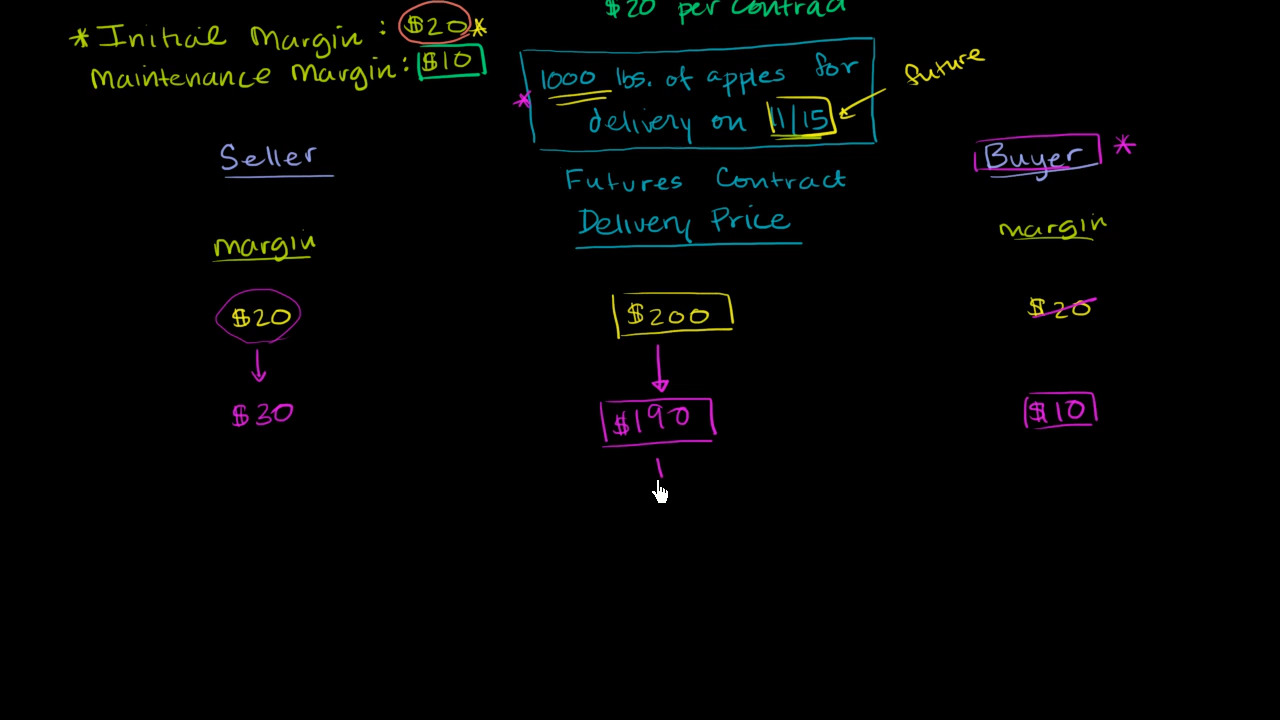 $20 per Contract
*Initial Margin: $20*
Maintenance Margin: $10
1000 lbs. of apples for
delivery on 11/15
future
*
Seller
Buyer *
Futures Contract
Delivery Price
margin
margin
$20
$200
$20
$30
$190
$10